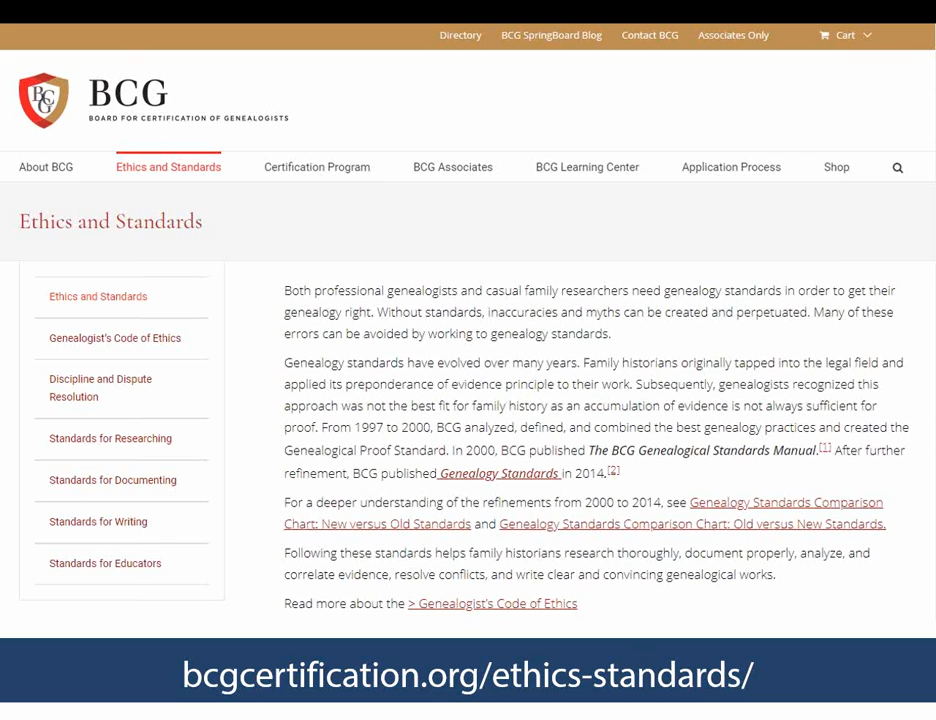 Directory BCG SpringBoard Blog Contact BCG Associates Only Cart
BCG
BCG
BOARD FOR CERTIFICATION OF GENEALOGISTS
About BCG Ethics and Standards Certification Program BCG Associates BCG Learning Center Application Process Shop
Ethics and Standards
Ethics and Standards
Genealogist's Code of Ethics
Discipline and Dispute
Resolution
Standards for Researching
Standards for Documenting
Standards for Writing
Standards for Educators
Both professional genealogists and casual family researchers need genealogy standards in order to get their
genealogy right. Without standards, inaccuracies and myths can be created and perpetuated. Many of these
errors can be avoided by working to genealogy standards.
Genealogy standards have evolved over many years. Family historians originally tapped into the legal field and
applied its preponderance of evidence principle to their work. Subsequently, genealogists recognized this
approach was not the best fit for family history as an accumulation of evidence is not always sufficient for
proof. From 1997 to 2000, BCG analyzed, defined, and combined the best genealogy practices and created the
Genealogical Proof Standard. In 2000, BCG published The BCG Genealogical Standards Manual.[1] After further
refinement, BCG published Genealogy Standards in 2014.[2]
For a deeper understanding of the refinements from 2000 to 2014, see Genealogy Standards Comparison
Chart: New versus Old Standards and Genealogy Standards Comparison Chart: Old versus New Standards.
Following these standards helps family historians research thoroughly, document properly, analyze, and
correlate evidence, resolve conflicts, and write clear and convincing genealogical works.
Read more about the > Genealogist's Code of Ethics
bcgcertification.org/ethics-standards/